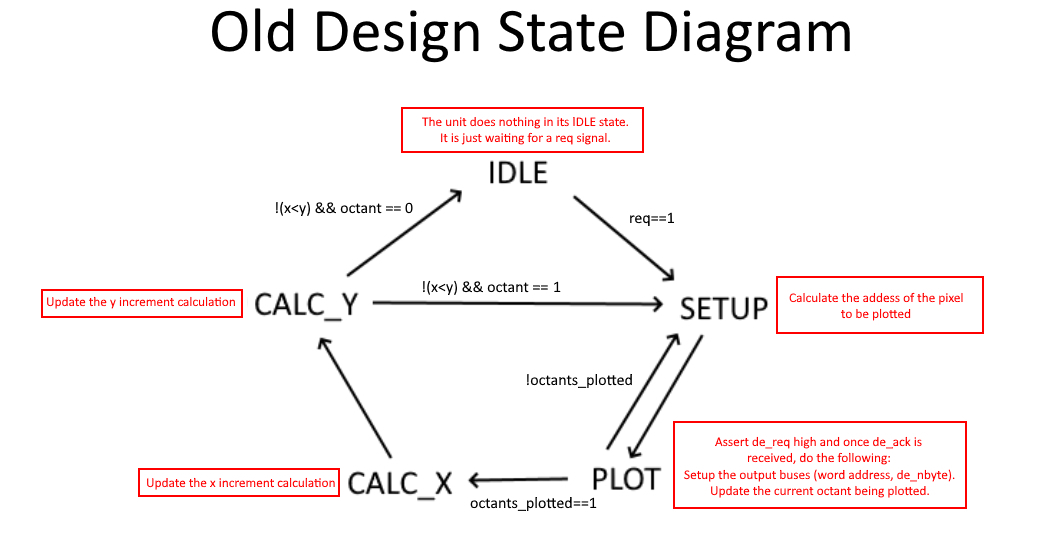 Old Design State Diagram
The unit does nothing in its IDLE state.
It is just waiting for a req signal.
IDLE
!(x<y) && octant == 0
req==1
Update the y increment calculation
CALC_Y
!(x<y) && octant == 1
SETUP
Calculate the addess of the pixel
to be plotted
!octants_plotted
Assert de_req high and once de_ack is
received, do the following:
Setup the output buses (word address, de_nbyte).
Update the current octant being plotted.
Update the x increment calculation
CALC_X
PLOT
octants_plotted==1